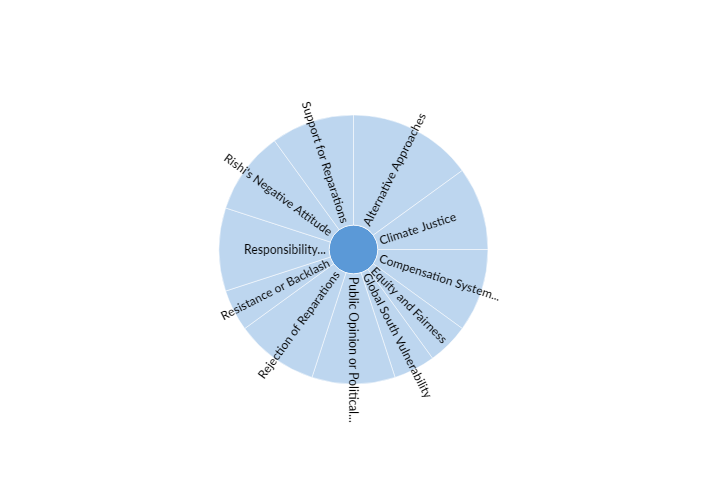 Support for Reparations
Alternative Approaches
Climate Justice
Compensation System...
Equity and Fairness
Global South Vulnerability
Public Opinion or Political...
Rejection of Reparations
Resistance or Backlash
Responsibility...
Rishi's Negative Attitude